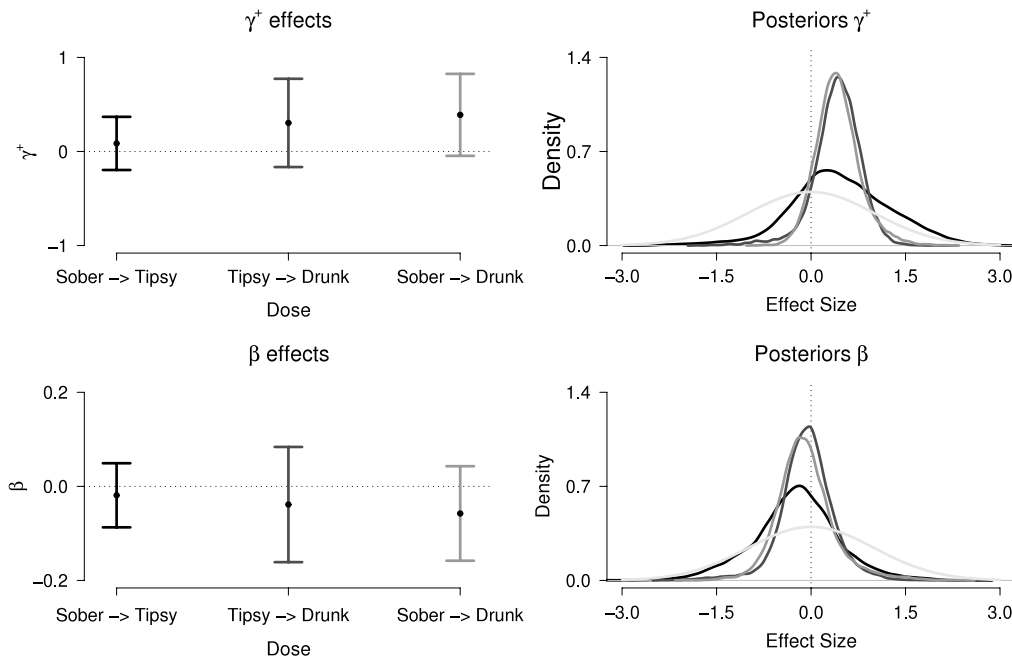 γ+ effects
1
0
−1
γ+
Sober −> Tipsy
Tipsy −> Drunk
Sober −> Drunk
Dose
Posteriors γ+
1.4
0.7
0.0
Density
−3.0
−1.5
0.0
1.5
3.0
Effect Size
β effects
0.2
0.0
−0.2
β
Sober −> Tipsy
Tipsy −> Drunk
Sober −> Drunk
Dose
Posteriors β
1.4
0.7
0.0
Density
−3.0
−1.5
0.0
1.5
3.0
Effect Size